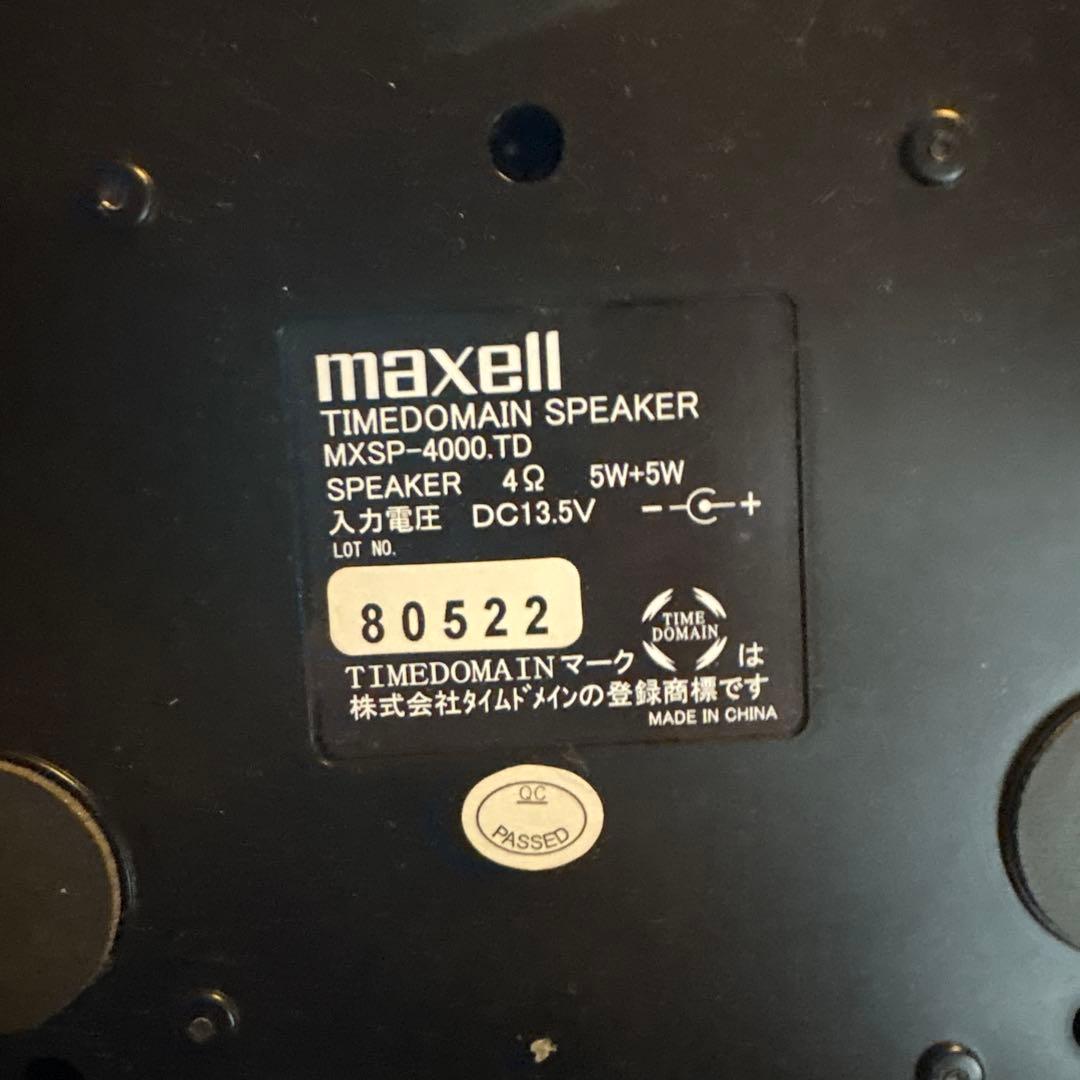 maxell
TIMEDOMAIN SPEAKER
MXSP-4000.TD
SPEAKER 4Ω 5W+5W
入力電圧 DC13.5V - +
LOT NO.
80522
TIMEDOMAINマーク TIME DOMAIN は
株式会社タイムドメインの登録商標です
MADE IN CHINA
QC
PASSED